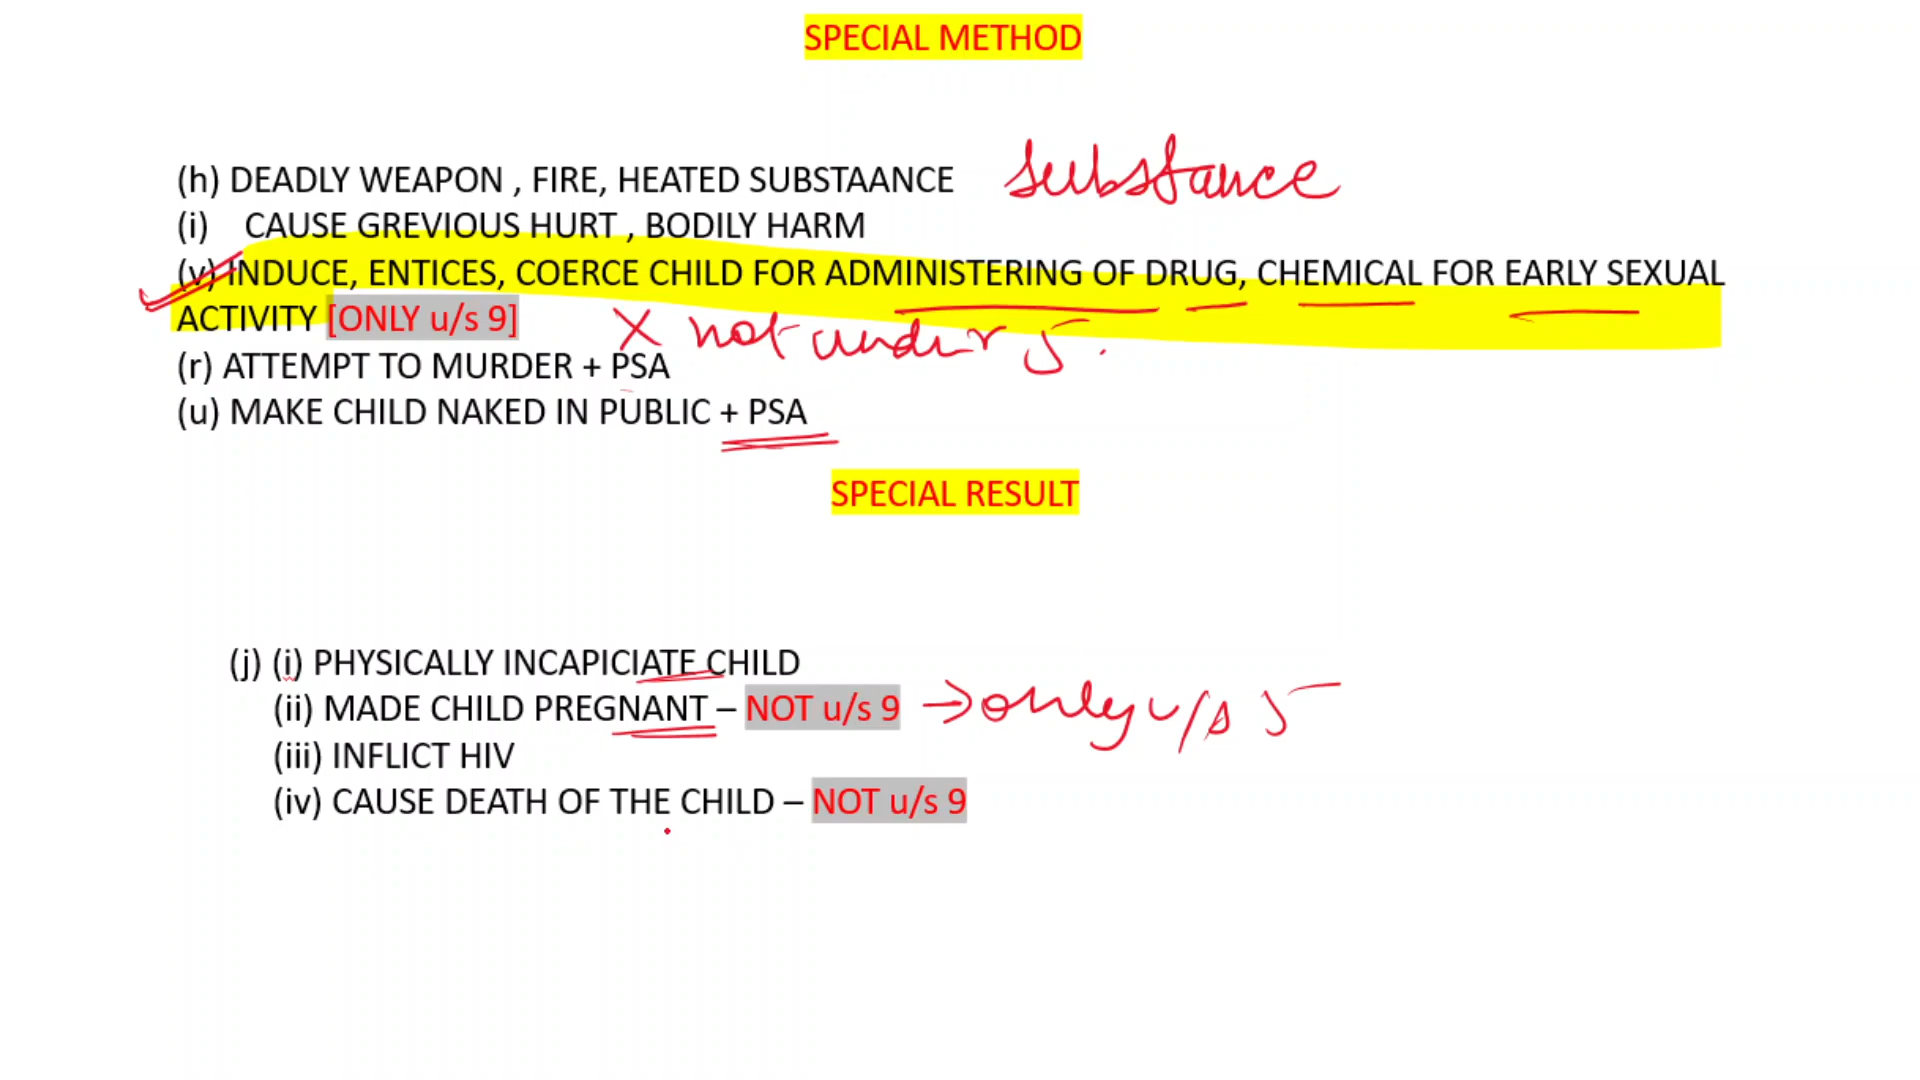 SPECIAL METHOD
(h) DEADLY WEAPON , FIRE, HEATED SUBSTAANCE substance
(i) CAUSE GREVIOUS HURT , BODILY HARM
(v) INDUCE, ENTICES, COERCE CHILD FOR ADMINISTERING OF DRUG, CHEMICAL FOR EARLY SEXUAL
ACTIVITY [ONLY u/s 9] X not under 5.
(r) ATTEMPT TO MURDER + PSA
(u) MAKE CHILD NAKED IN PUBLIC + PSA
SPECIAL RESULT
(j) (i) PHYSICALLY INCAPICIATE CHILD
(ii) MADE CHILD PREGNANT – NOT u/s 9 → only u/s 5
(iii) INFLICT HIV
(iv) CAUSE DEATH OF THE CHILD – NOT u/s 9